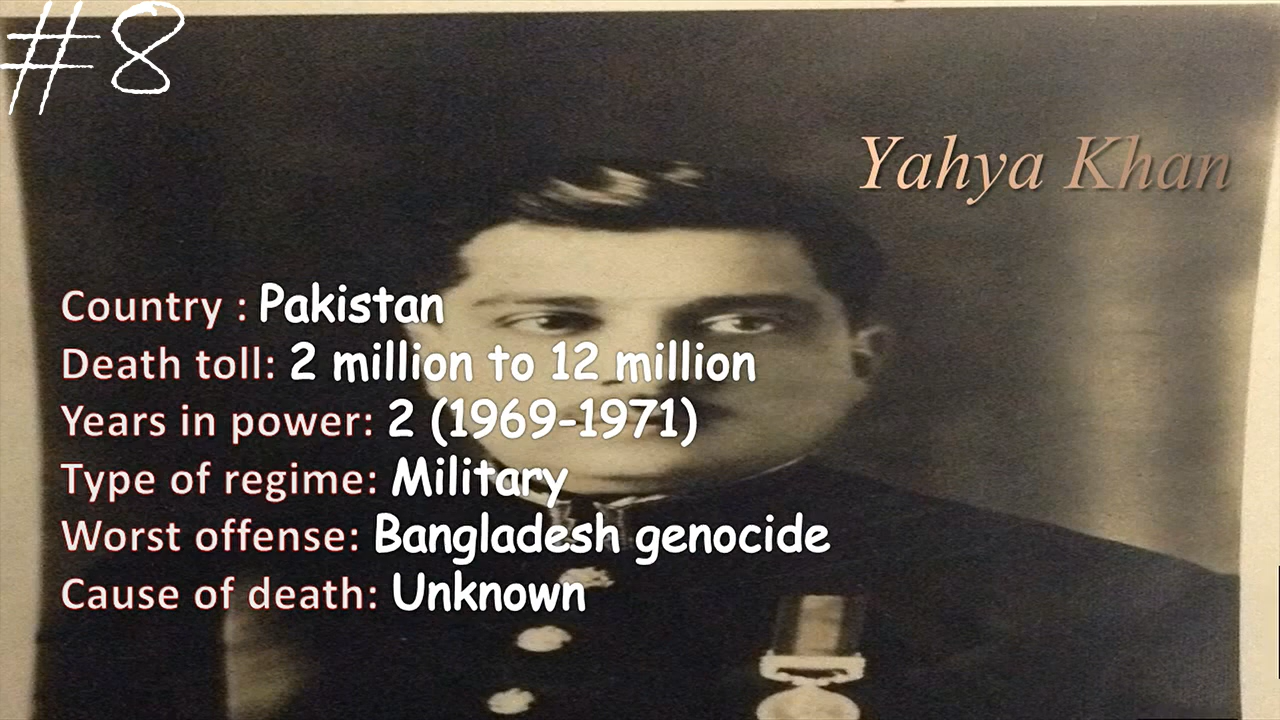 #8
Yahya Khan
Country : Pakistan
Death toll: 2 million to 12 million
Years in power: 2 (1969-1971)
Type of regime: Military
Worst offense: Bangladesh genocide
Cause of death: Unknown